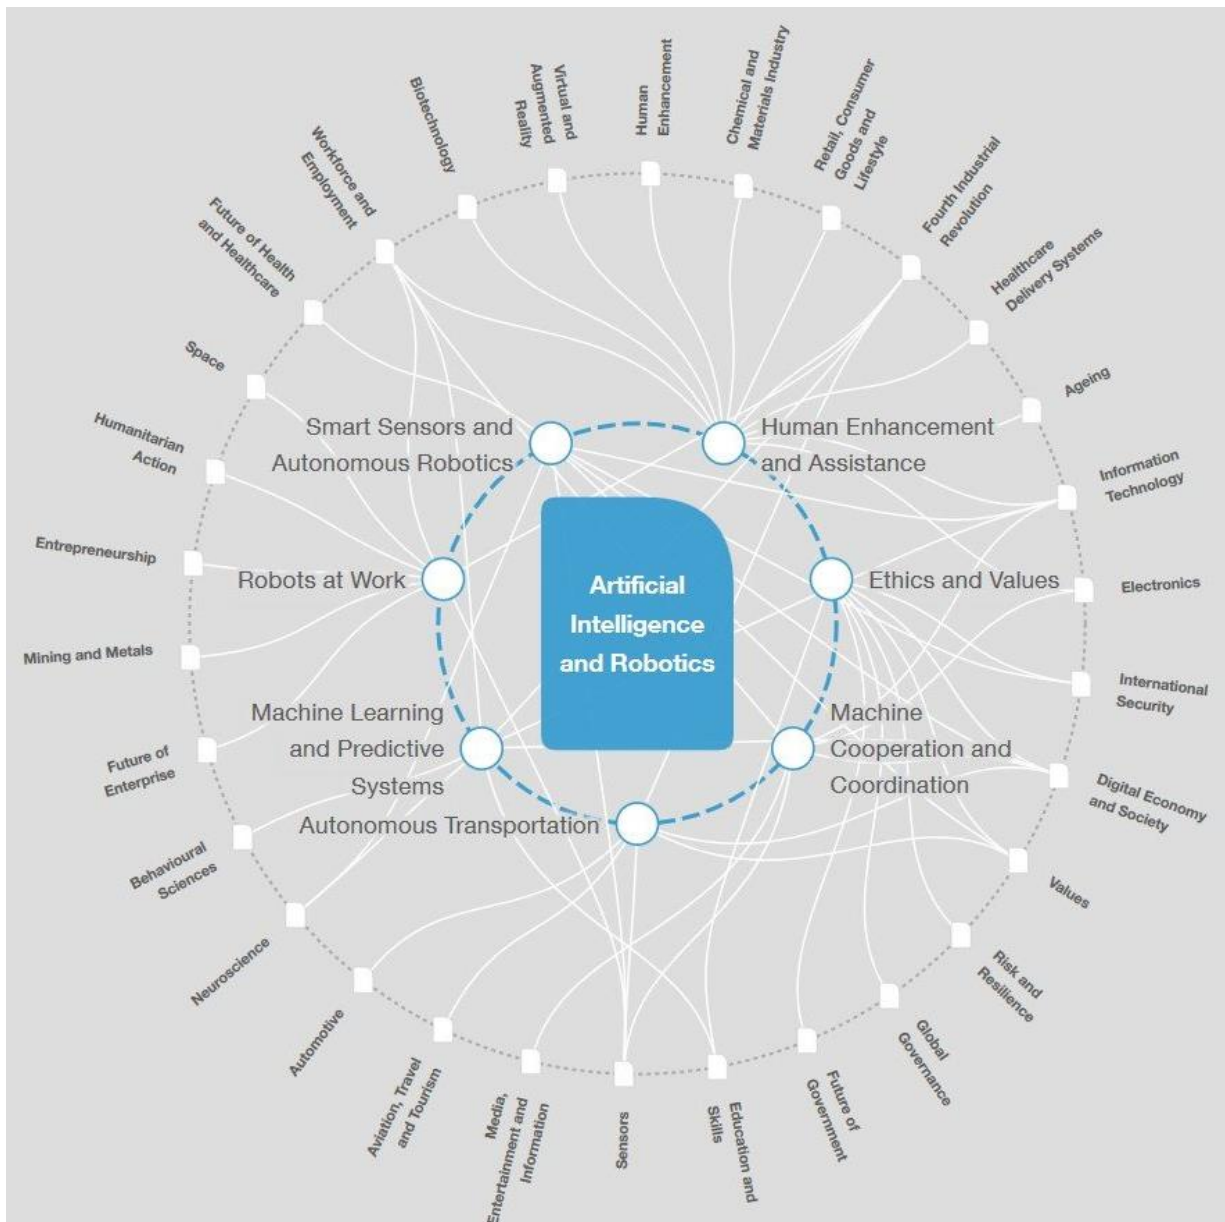 Artificial
Intelligence
and Robotics
Smart Sensors and
Autonomous Robotics
Human Enhancement
and Assistance
Robots at Work
Ethics and Values
Machine Learning
and Predictive
Systems
Machine
Cooperation and
Coordination
Autonomous Transportation
Human
Enhancement
Chemical and
Materials Industry
Retail, Consumer
Goods and
Lifestyle
Fourth Industrial
Revolution
Healthcare
Delivery Systems
Ageing
Information
Technology
Electronics
International
Security
Digital Economy
and Society
Values
Risk and
Resilience
Global
Governance
Future of
Government
Education and
Skills
Sensors
Media,
Entertainment and
Information
Aviation, Travel
and Tourism
Automotive
Neuroscience
Behavioural
Sciences
Future of
Enterprise
Mining and Metals
Entrepreneurship
Humanitarian
Action
Space
Future of Health
and Healthcare
Workforce and
Employment
Biotechnology
Virtual and
Augmented
Reality